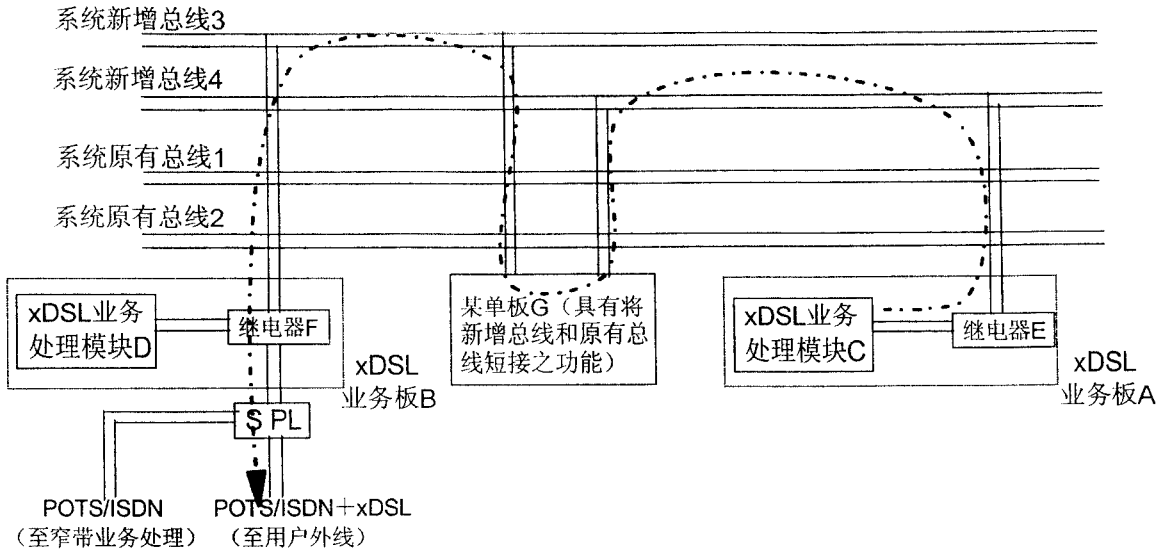 系统新增总线3
系统新增总线4
系统原有总线1
系统原有总线2
xDSL业务
处理模块D
继电器F
xDSL
业务板B
某单板G（具有将
新增总线和原有总
线短接之功能）
xDSL业务
处理模块C
继电器E
xDSL
业务板A
S PL
POTS/ISDN
（至窄带业务处理）
POTS/ISDN＋xDSL
（至用户外线）